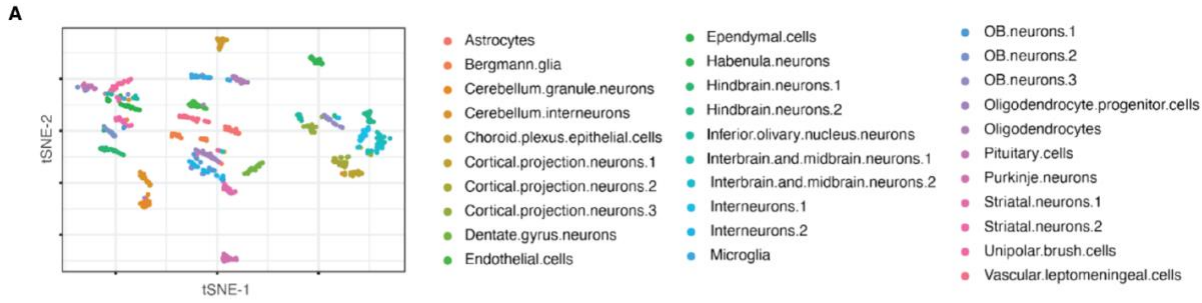 A
tSNE-2
tSNE-1
Astrocytes
Bergmann.glia
Cerebellum.granule.neurons
Cerebellum.interneurons
Choroid.plexus.epithelial.cells
Cortical.projection.neurons.1
Cortical.projection.neurons.2
Cortical.projection.neurons.3
Dentate.gyrus.neurons
Endothelial.cells
Ependymal.cells
Habenula.neurons
Hindbrain.neurons.1
Hindbrain.neurons.2
Inferior.olivary.nucleus.neurons
Interbrain.and.midbrain.neurons.1
Interbrain.and.midbrain.neurons.2
Interneurons.1
Interneurons.2
Microglia
OB.neurons.1
OB.neurons.2
OB.neurons.3
Oligodendrocyte.progenitor.cells
Oligodendrocytes
Pituitary.cells
Purkinje.neurons
Striatal.neurons.1
Striatal.neurons.2
Unipolar.brush.cells
Vascular.leptomeningeal.cells